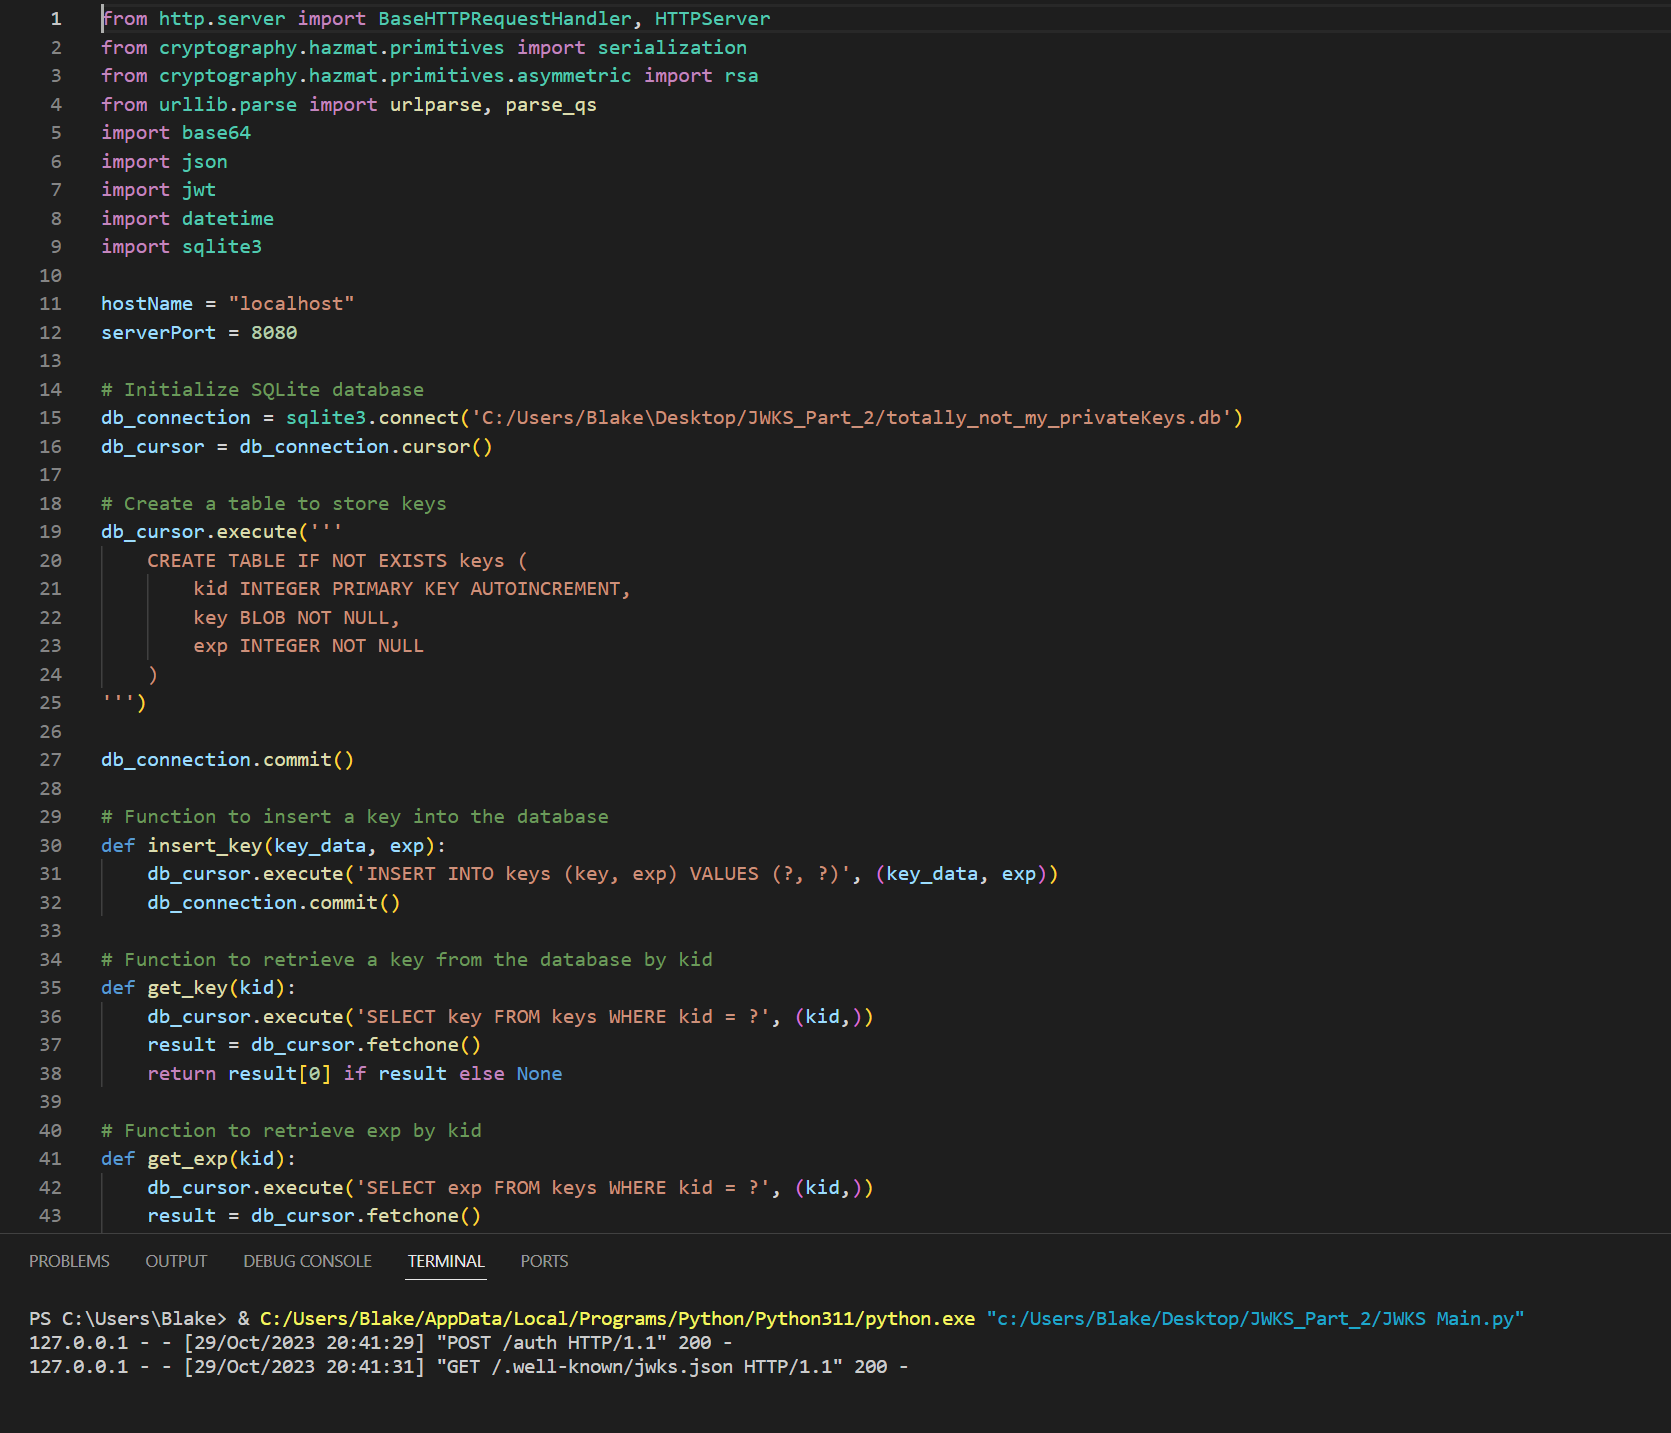 1 from http.server import BaseHTTPRequestHandler, HTTPServer
2 from cryptography.hazmat.primitives import serialization
3 from cryptography.hazmat.primitives.asymmetric import rsa
4 from urllib.parse import urlparse, parse_qs
5 import base64
6 import json
7 import jwt
8 import datetime
9 import sqlite3
10
11 hostName = "localhost"
12 serverPort = 8080
13
14 # Initialize SQLite database
15 db_connection = sqlite3.connect('C:/Users/Blake\Desktop/JWKS_Part_2/totally_not_my_privateKeys.db')
16 db_cursor = db_connection.cursor()
17
18 # Create a table to store keys
19 db_cursor.execute('''
20     CREATE TABLE IF NOT EXISTS keys (
21         kid INTEGER PRIMARY KEY AUTOINCREMENT,
22         key BLOB NOT NULL,
23         exp INTEGER NOT NULL
24     )
25 ''')
26
27 db_connection.commit()
28
29 # Function to insert a key into the database
30 def insert_key(key_data, exp):
31     db_cursor.execute('INSERT INTO keys (key, exp) VALUES (?, ?)', (key_data, exp))
32     db_connection.commit()
33
34 # Function to retrieve a key from the database by kid
35 def get_key(kid):
36     db_cursor.execute('SELECT key FROM keys WHERE kid = ?', (kid,))
37     result = db_cursor.fetchone()
38     return result[0] if result else None
39
40 # Function to retrieve exp by kid
41 def get_exp(kid):
42     db_cursor.execute('SELECT exp FROM keys WHERE kid = ?', (kid,))
43     result = db_cursor.fetchone()
PROBLEMS OUTPUT DEBUG CONSOLE TERMINAL PORTS
PS C:\Users\Blake> & C:/Users/Blake/AppData/Local/Programs/Python/Python311/python.exe "c:/Users/Blake/Desktop/JWKS_Part_2/JWKS Main.py"
127.0.0.1 - - [29/Oct/2023 20:41:29] "POST /auth HTTP/1.1" 200 -
127.0.0.1 - - [29/Oct/2023 20:41:31] "GET /.well-known/jwks.json HTTP/1.1" 200 -